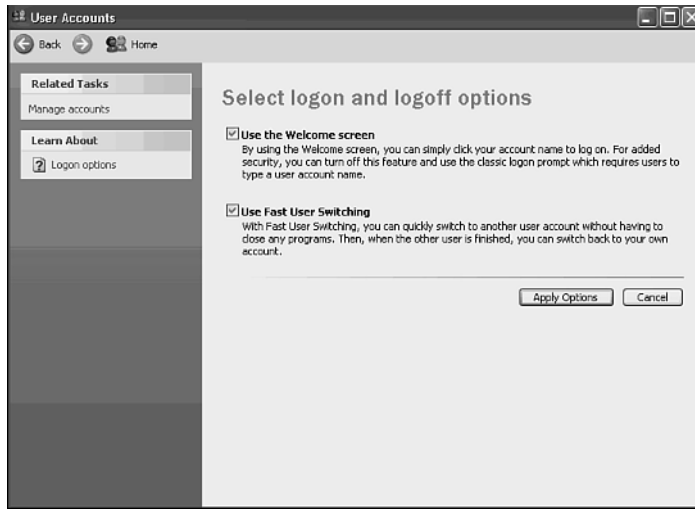 User Accounts
Back Home
Related Tasks
Manage accounts
Learn About
Logon options
Select logon and logoff options
Use the Welcome screen
By using the Welcome screen, you can simply click your account name to log on. For added
security, you can turn off this feature and use the classic logon prompt which requires users to
type a user account name.
Use Fast User Switching
With Fast User Switching, you can quickly switch to another user account without having to
close any programs. Then, when the other user is finished, you can switch back to your own
account.
Apply Options Cancel